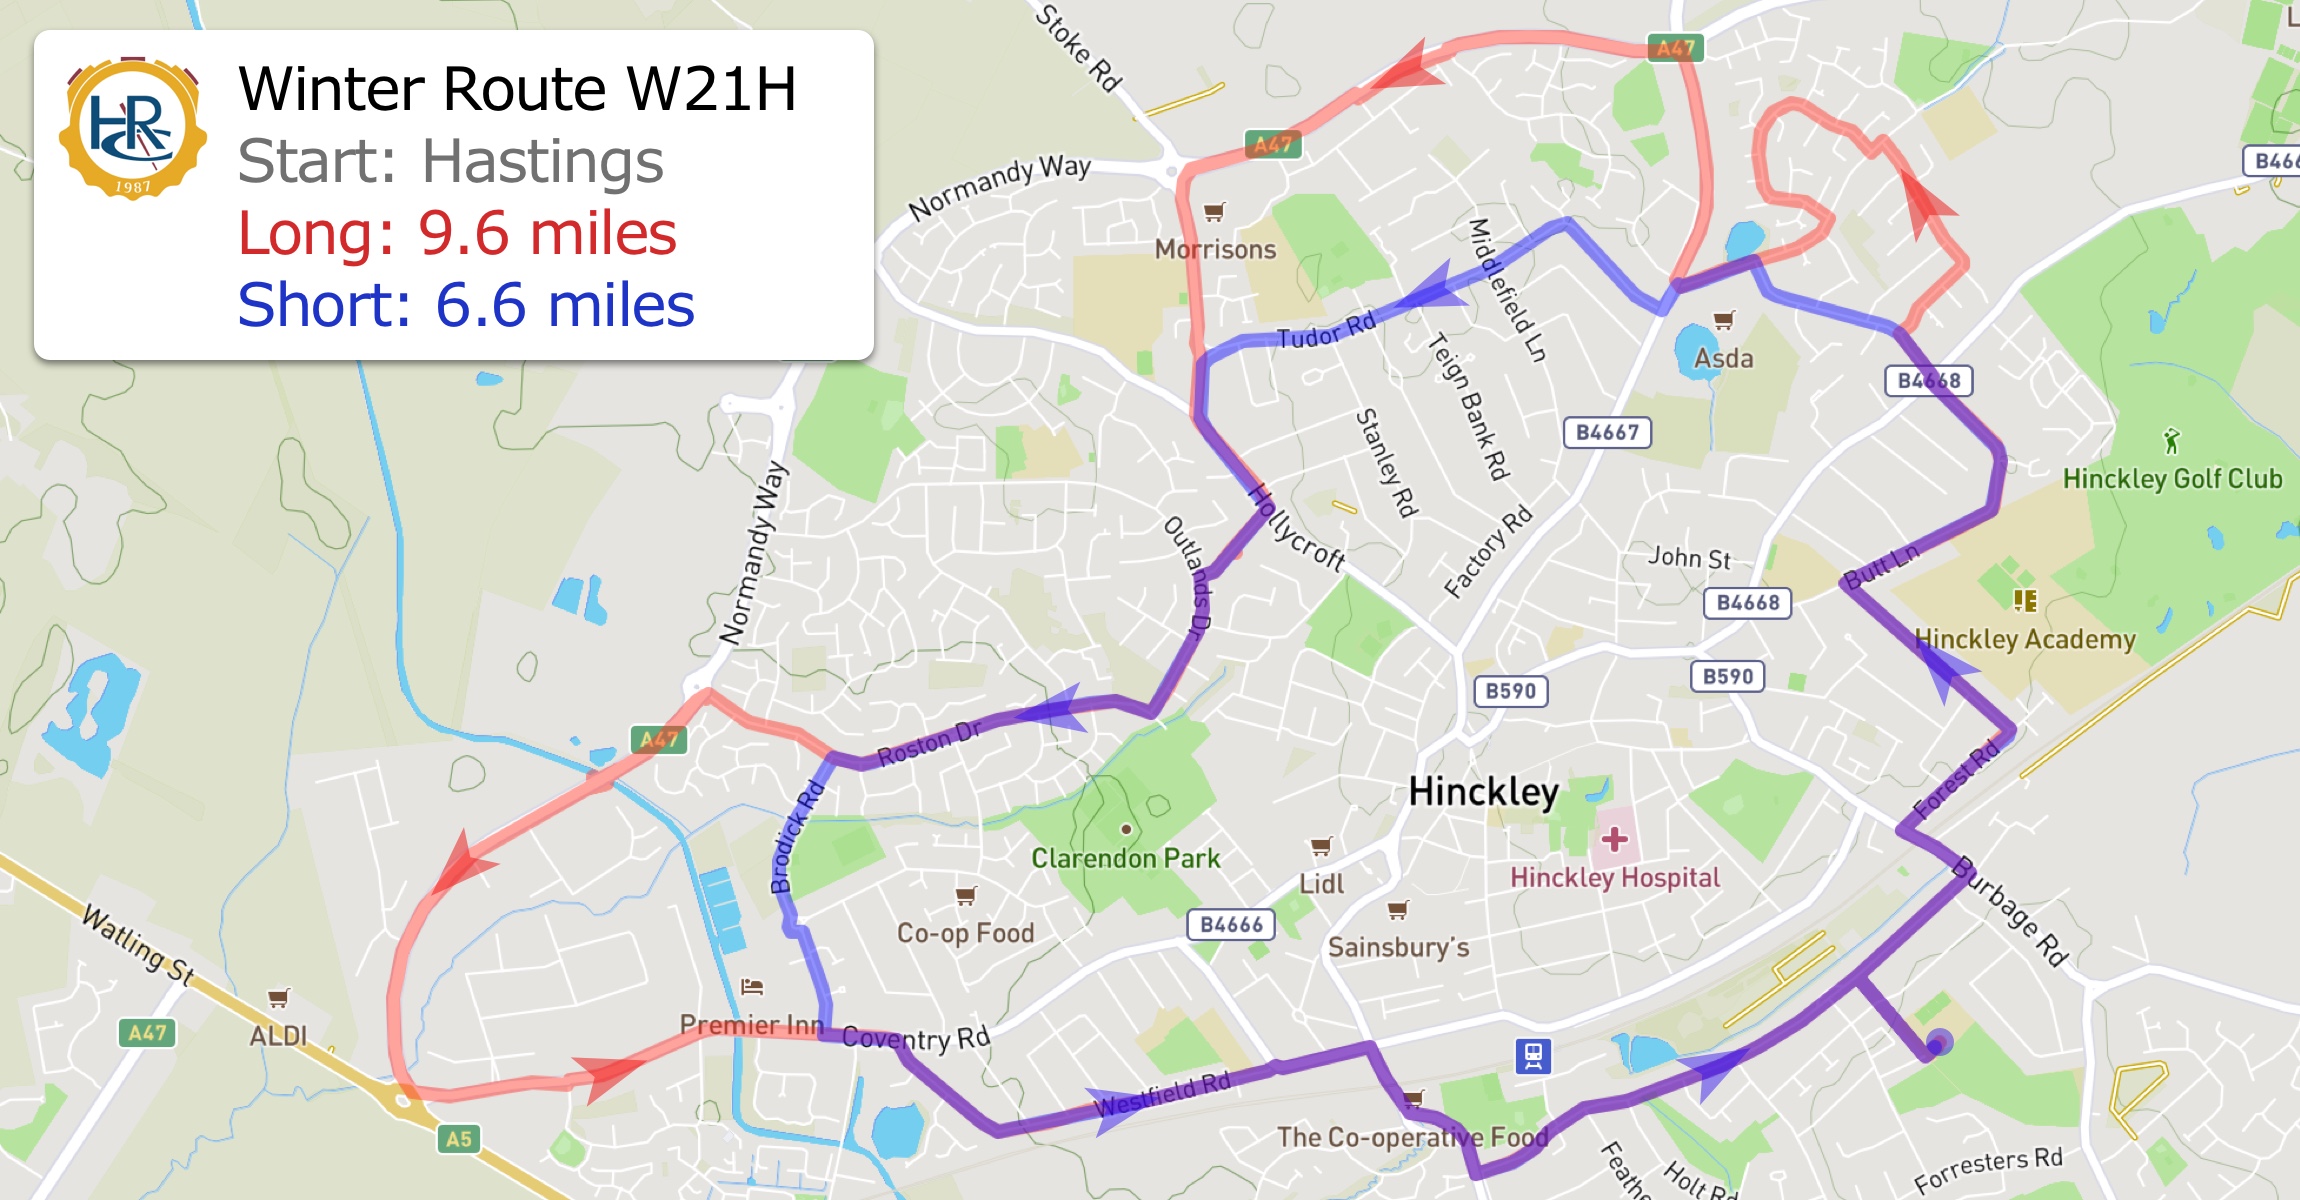 HRC
1987
Winter Route W21H
Start: Hastings
Long: 9.6 miles
Short: 6.6 miles
Stoke Rd
A47
A47
Normandy Way
Morrisons
Middlefield Ln
Tudor Rd
Teign Bank Rd
Stanley Rd
Asda
B4668
B4667
Hinckley Golf Club
Normandy Way
Hollycroft
Outlands Dr
Factory Rd
John St
Butt Ln
B4668
Hinckley Academy
B590
B590
A47
Roston Dr
Forest Rd
Brodick Rd
Hinckley
Clarendon Park
Lidl
Hinckley Hospital
Burbage Rd
Watling St
Co-op Food
B4666
Sainsbury's
A47
ALDI
Premier Inn
Coventry Rd
Westfield Rd
A5
The Co-operative Food
Holt Rd
Forresters Rd